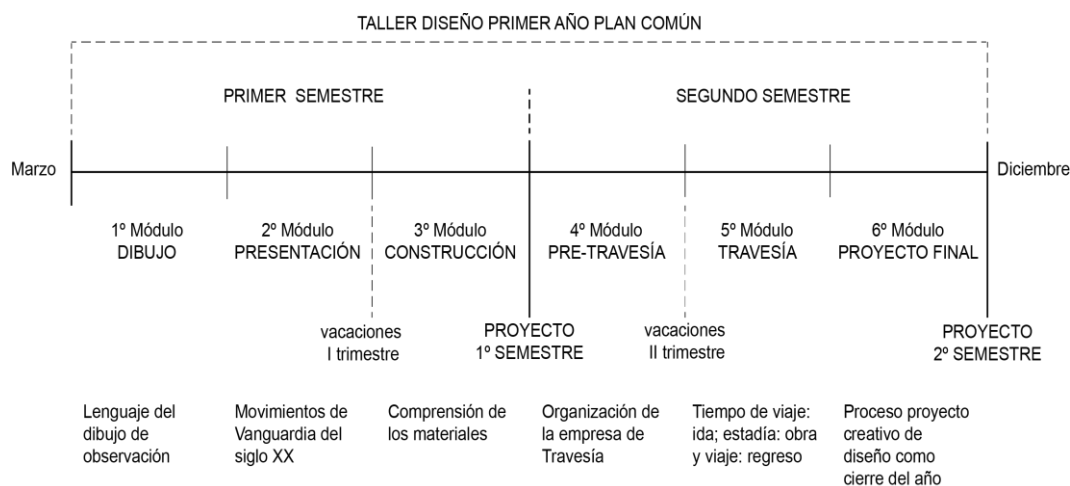 TALLER DISEÑO PRIMER AÑO PLAN COMÚN
PRIMER SEMESTRE
SEGUNDO SEMESTRE
Marzo
Diciembre
1º Módulo
DIBUJO
2º Módulo
PRESENTACIÓN
3º Módulo
CONSTRUCCIÓN
4º Módulo
PRE-TRAVESÍA
5º Módulo
TRAVESÍA
6º Módulo
PROYECTO FINAL
vacaciones
I trimestre
PROYECTO
1º SEMESTRE
vacaciones
II trimestre
PROYECTO
2º SEMESTRE
Lenguaje del
dibujo de
observación
Movimientos de
Vanguardia del
siglo XX
Comprensión de
los materiales
Organización de
la empresa de
Travesía
Tiempo de viaje:
ida; estadía: obra
y viaje: regreso
Proceso proyecto
creativo de
diseño como
cierre del año